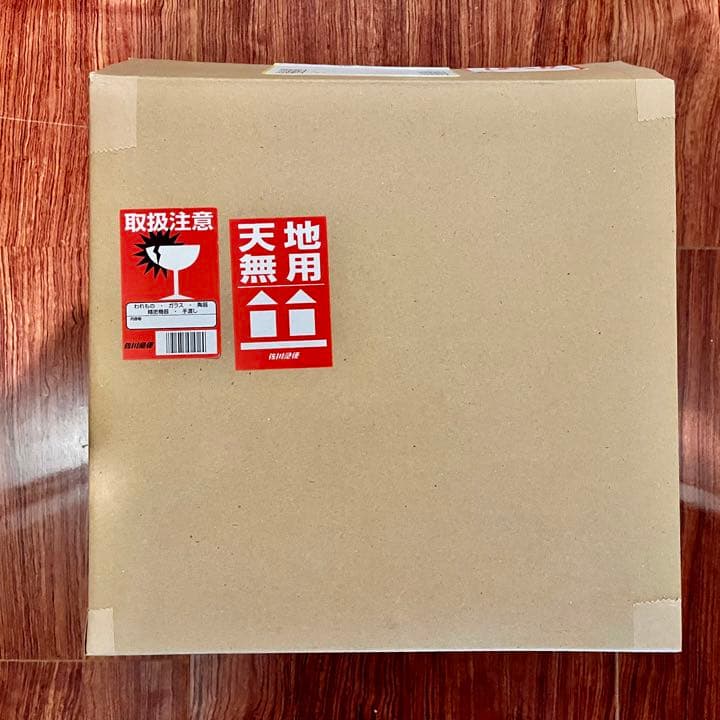 取扱注意
われもの ・ ガラス ・ 陶器
精密機器 ・ 手渡し
佐川急便
天地
無用
佐川急便